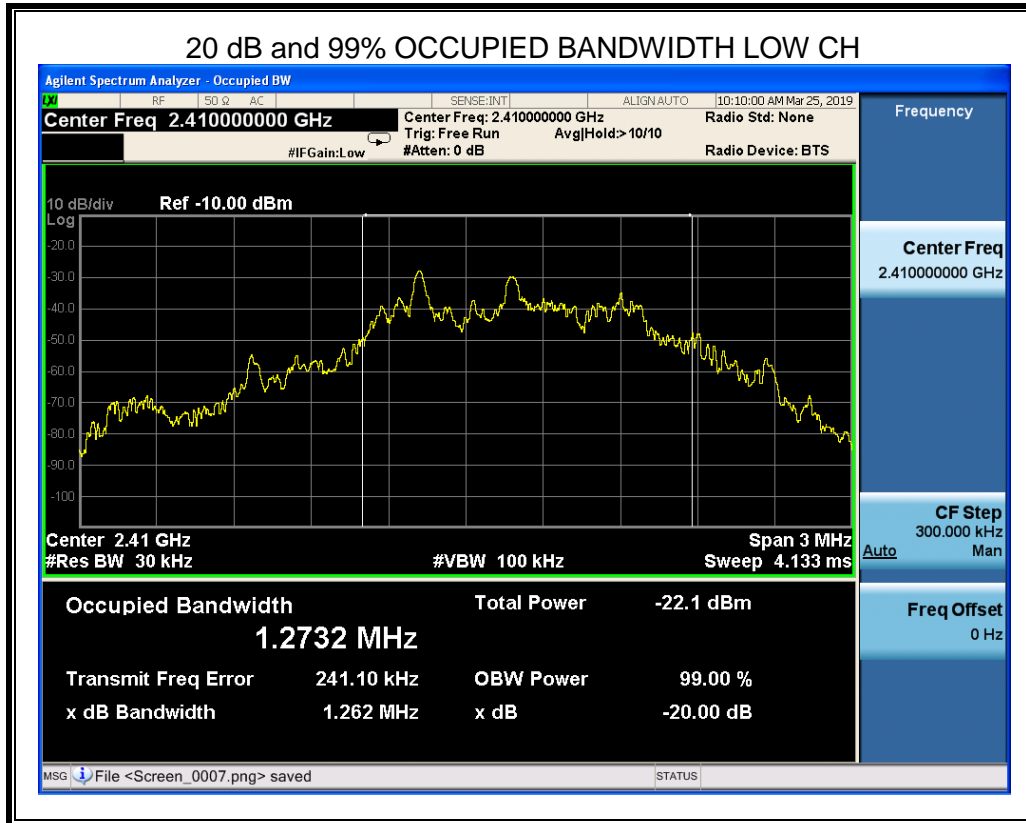 20 dB and 99% OCCUPIED BANDWIDTH LOW CH
Agilent Spectrum Analyzer - Occupied BW
LXI RF 50 Ω AC SENSE:INT ALIGN AUTO 10:10:00 AM Mar 25, 2019
Center Freq 2.410000000 GHz
Center Freq: 2.410000000 GHz
Radio Std: None
Trig: Free Run Avg|Hold:> 10/10
#IFGain:Low
#Atten: 0 dB
Radio Device: BTS
10 dB/div Ref -10.00 dBm
Log
-20.0
-30.0
-40.0
-50.0
-60.0
-70.0
-80.0
-90.0
-100
Center 2.41 GHz Span 3 MHz
#Res BW 30 kHz #VBW 100 kHz Sweep 4.133 ms
Occupied Bandwidth Total Power -22.1 dBm
1.2732 MHz
Transmit Freq Error 241.10 kHz OBW Power 99.00 %
x dB Bandwidth 1.262 MHz x dB -20.00 dB
MSG File <Screen_0007.png> saved STATUS
Frequency
Center Freq
2.410000000 GHz
CF Step
300.000 kHz
Auto Man
Freq Offset
0 Hz